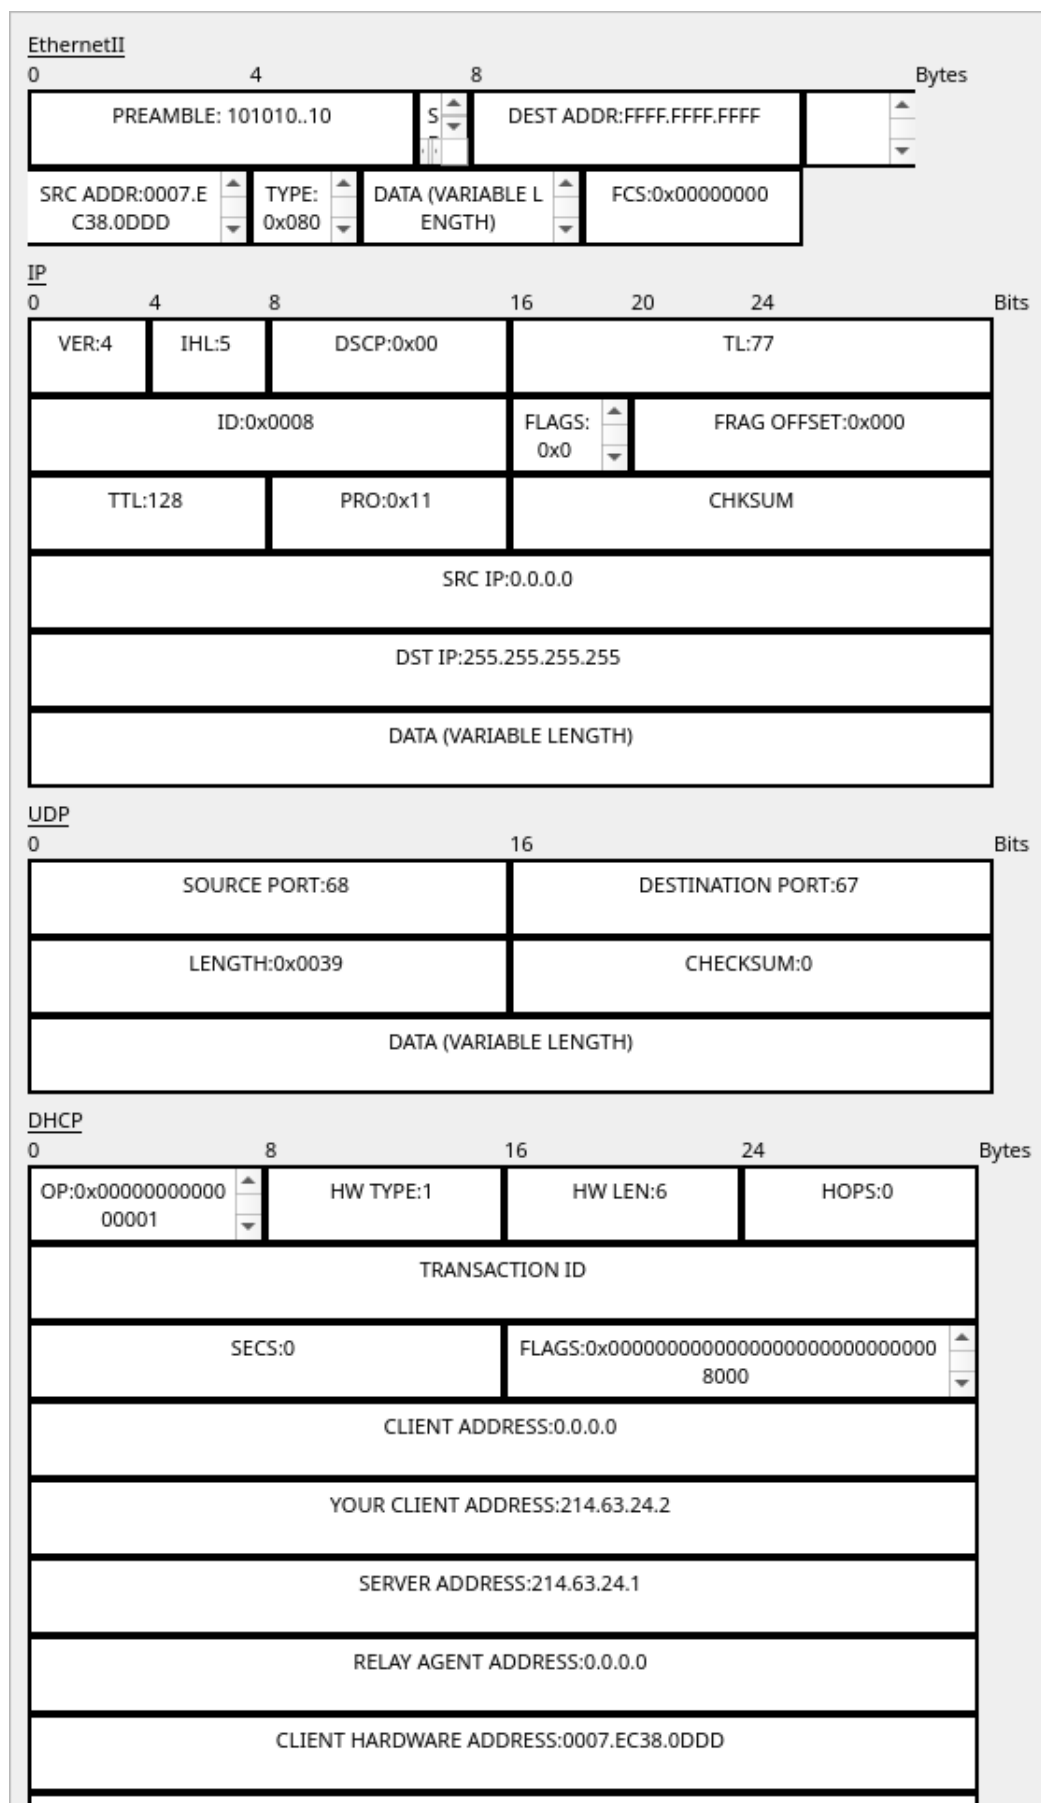 EthernetII
0 4 8 Bytes
PREAMBLE: 101010..10 S DEST ADDR:FFFF.FFFF.FFFF
SRC ADDR:0007.E TYPE: DATA (VARIABLE L FCS:0x00000000
C38.0DDD 0x080 ENGTH)
IP
0 4 8 16 20 24 Bits
VER:4 IHL:5 DSCP:0x00 TL:77
ID:0x0008 FLAGS: FRAG OFFSET:0x000
0x0
TTL:128 PRO:0x11 CHKSUM
SRC IP:0.0.0.0
DST IP:255.255.255.255
DATA (VARIABLE LENGTH)
UDP
0 16 Bits
SOURCE PORT:68 DESTINATION PORT:67
LENGTH:0x0039 CHECKSUM:0
DATA (VARIABLE LENGTH)
DHCP
0 8 16 24 Bytes
OP:0x00000000000 HW TYPE:1 HW LEN:6 HOPS:0
00001
TRANSACTION ID
SECS:0 FLAGS:0x0000000000000000000000000000
8000
CLIENT ADDRESS:0.0.0.0
YOUR CLIENT ADDRESS:214.63.24.2
SERVER ADDRESS:214.63.24.1
RELAY AGENT ADDRESS:0.0.0.0
CLIENT HARDWARE ADDRESS:0007.EC38.0DDD